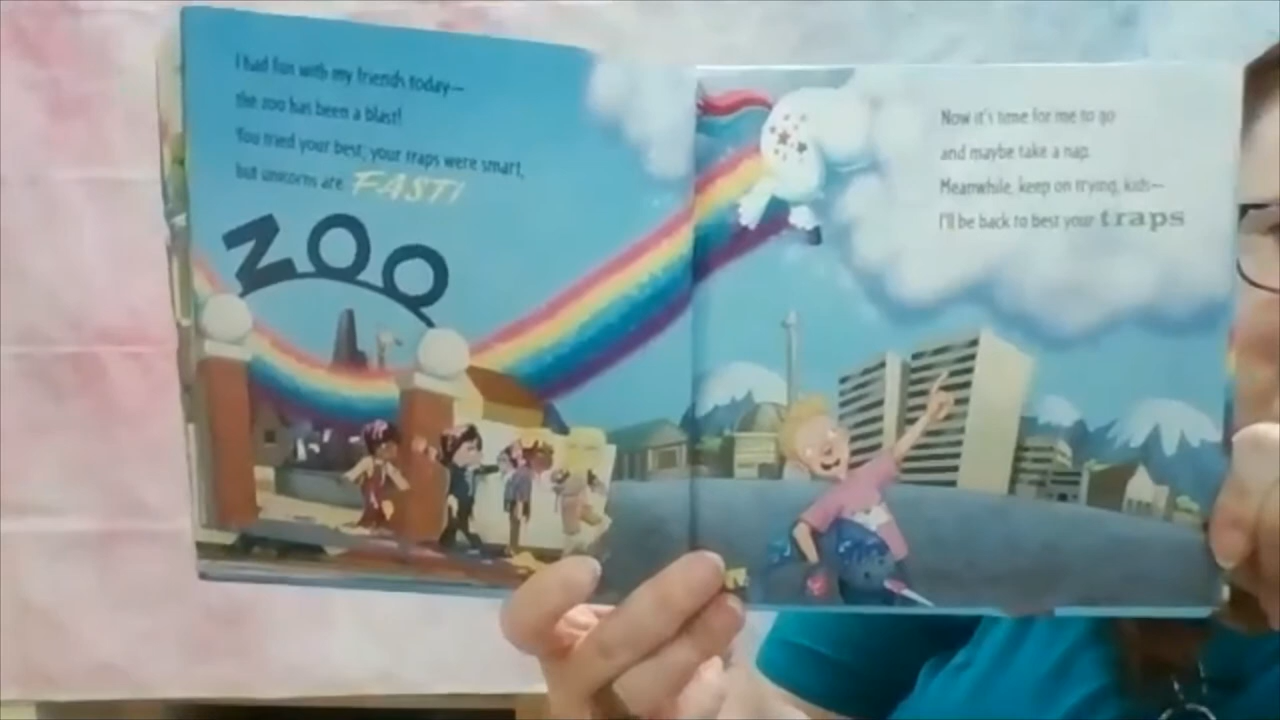 I had fun with my friends today—
the zoo has been a blast!
You tried your best, your traps were smart,
but unicorns are FAST!
ZOO
Now it's time for me to go
and maybe take a nap.
Meanwhile, keep on trying, kids—
I'll be back to best your traps